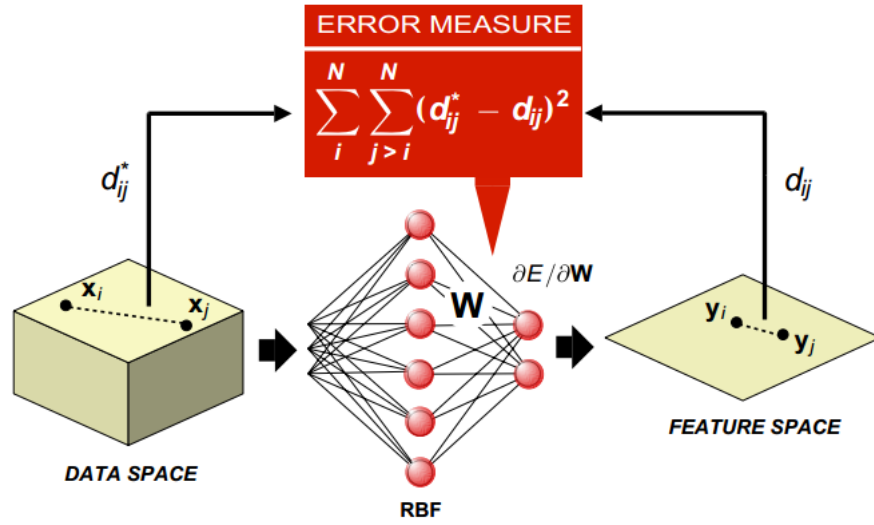 ERROR MEASURE
N N
∑ ∑ (d*ij − dij)²
i j > i
d*ij
dij
xi
xj
W
∂E/∂W
yi
yj
DATA SPACE
FEATURE SPACE
RBF